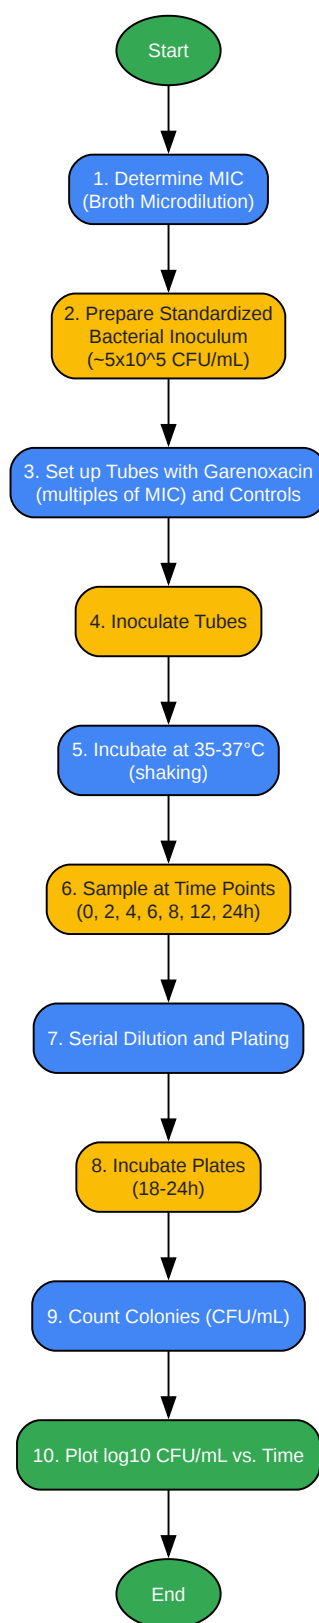 Start
1. Determine MIC
(Broth Microdilution)
2. Prepare Standardized
Bacterial Inoculum
(~5x10^5 CFU/mL)
3. Set up Tubes with Garenoxacin
(multiples of MIC) and Controls
4. Inoculate Tubes
5. Incubate at 35-37°C
(shaking)
6. Sample at Time Points
(0, 2, 4, 6, 8, 12, 24h)
7. Serial Dilution and Plating
8. Incubate Plates
(18-24h)
9. Count Colonies (CFU/mL)
10. Plot log10 CFU/mL vs. Time
End